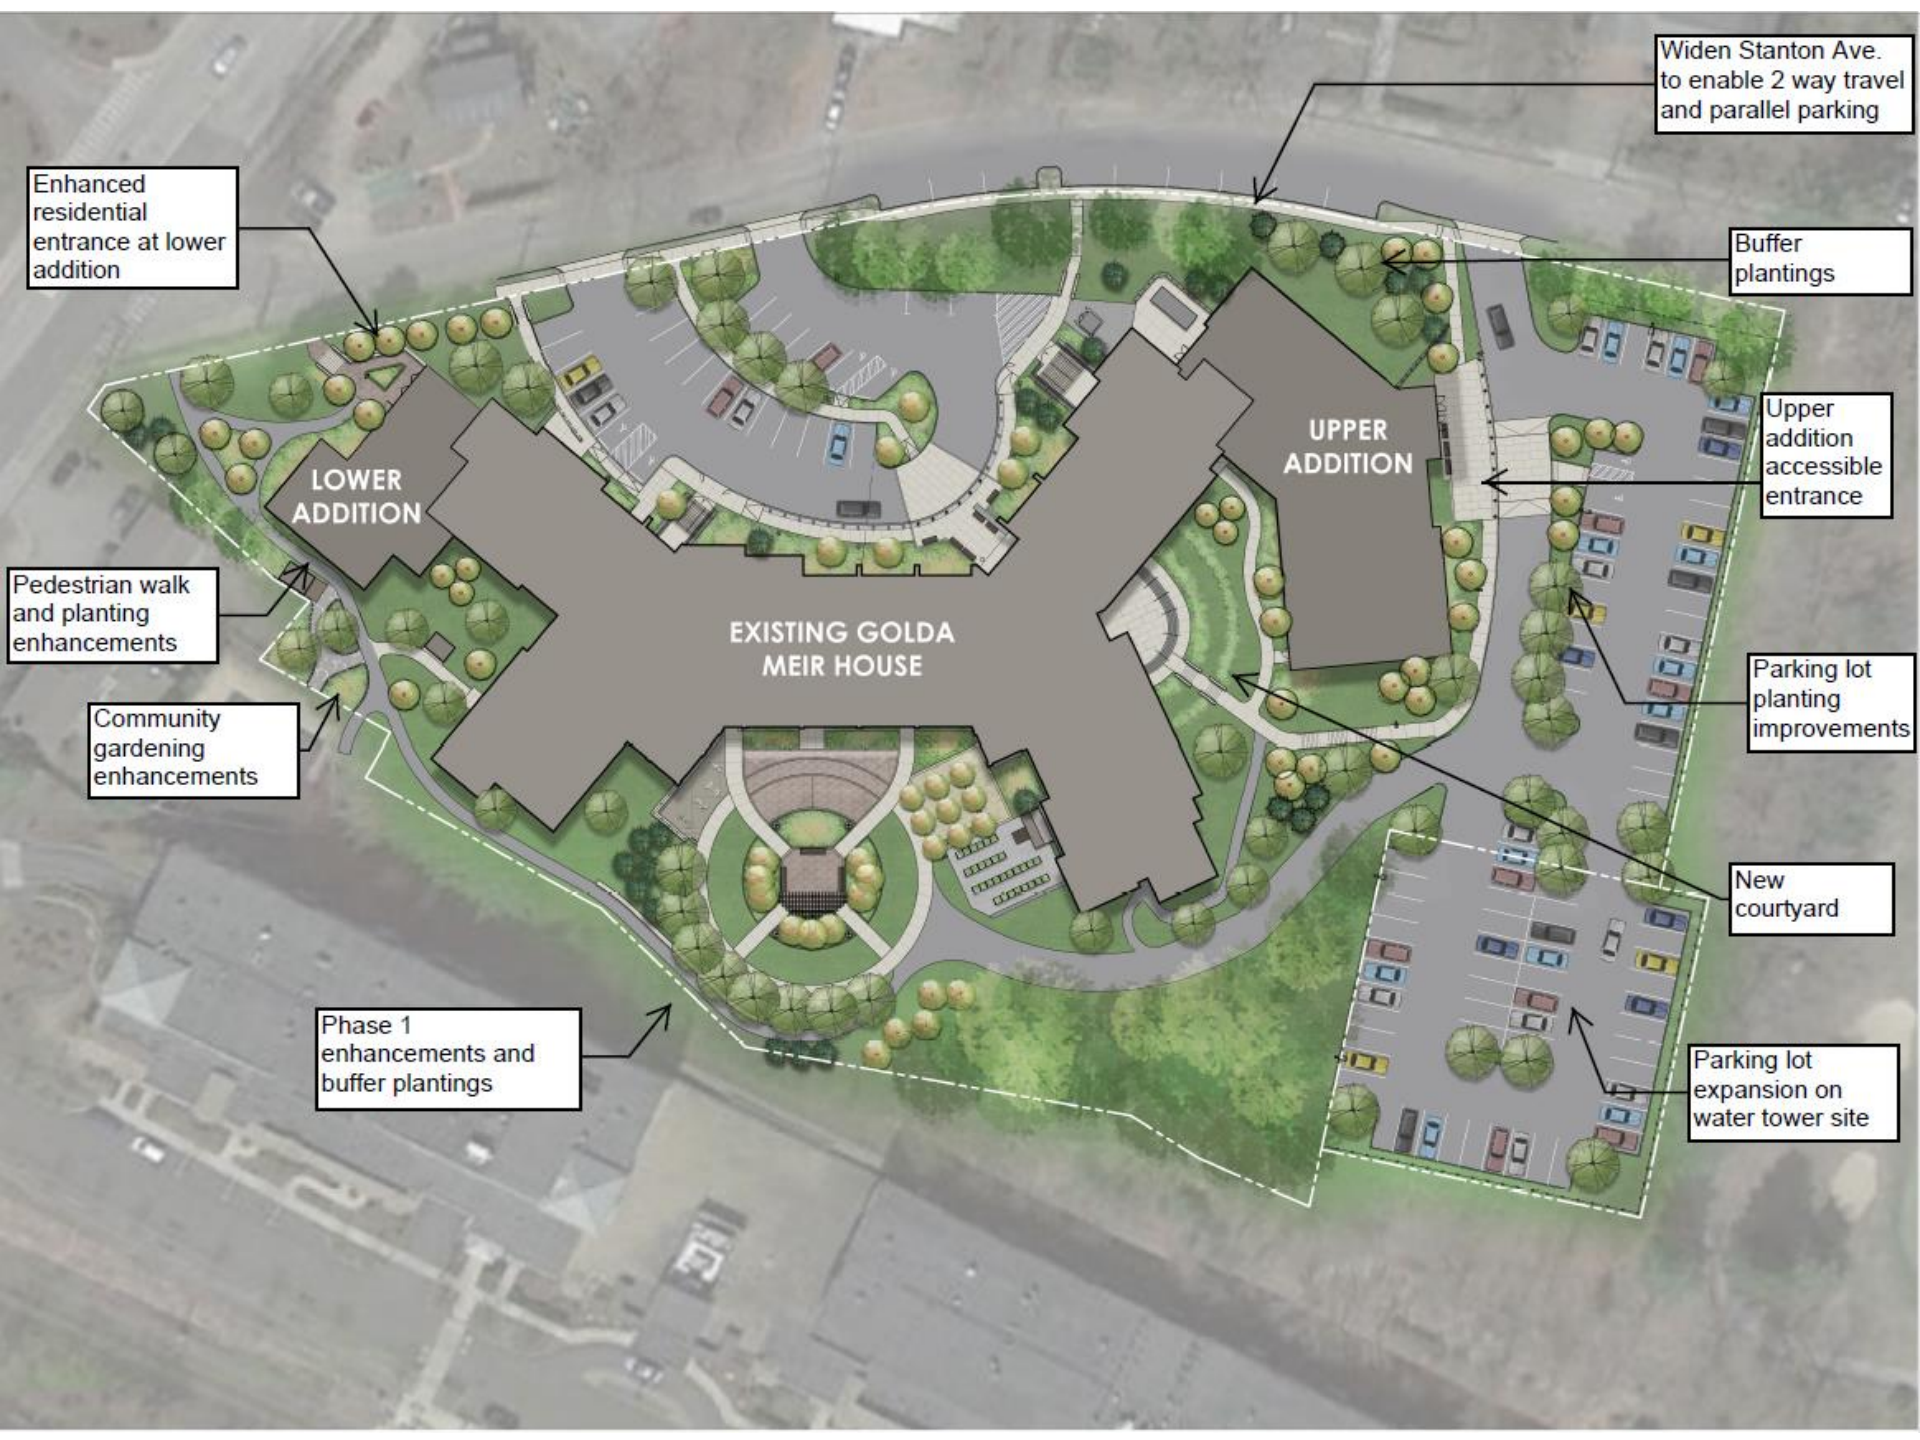 Widen Stanton Ave.
to enable 2 way travel
and parallel parking
Enhanced
residential
entrance at lower
addition
Buffer
plantings
Upper
addition
accessible
entrance
UPPER
ADDITION
LOWER
ADDITION
Pedestrian walk
and planting
enhancements
EXISTING GOLDA
MEIR HOUSE
Parking lot
planting
improvements
Community
gardening
enhancements
New
courtyard
Phase 1
enhancements and
buffer plantings
Parking lot
expansion on
water tower site